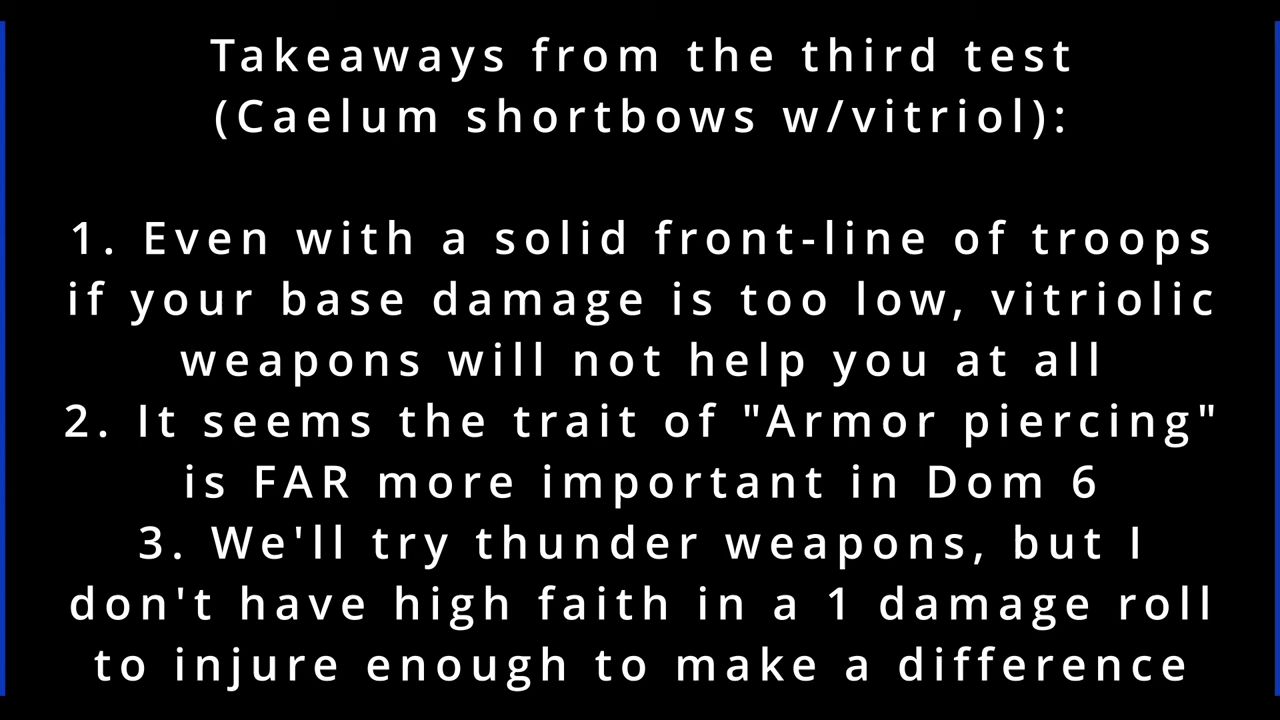 Takeaways from the third test
(Caelum shortbows w/vitriol):
1. Even with a solid front-line of troops
if your base damage is too low, vitriolic
weapons will not help you at all
2. It seems the trait of "Armor piercing"
is FAR more important in Dom 6
3. We'll try thunder weapons, but I
don't have high faith in a 1 damage roll
to injure enough to make a difference